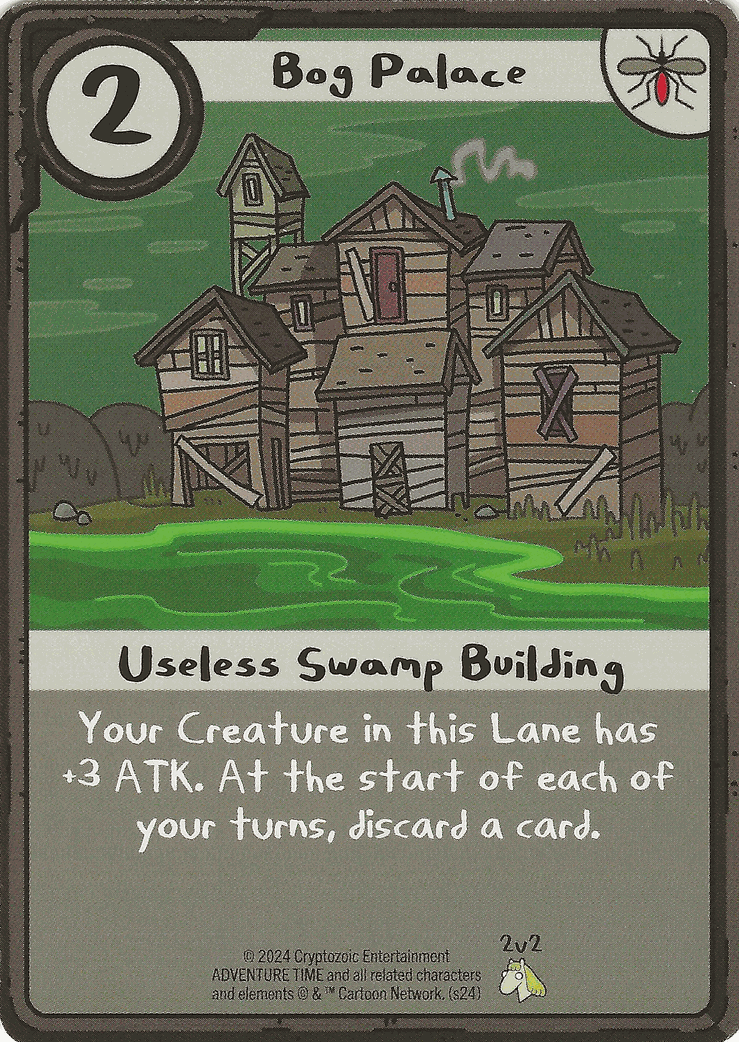 2
Bog Palace
Useless Swamp Building
Your Creature in this Lane has
+3 ATK. At the start of each of
your turns, discard a card.
© 2024 Cryptozoic Entertainment
ADVENTURE TIME and all related characters
and elements © & ™ Cartoon Network. (s24)
2v2